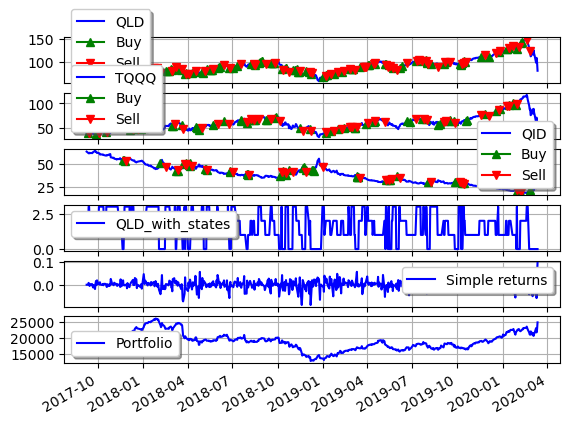 QLD
Buy
Sell
150
100
TQQQ
Buy
Sell
100
50
QID
Buy
Sell
50
25
QLD_with_states
2.5
0.0
Simple returns
0.1
0.0
Portfolio
25000
20000
15000
2017-10
2018-01
2018-04
2018-07
2018-10
2019-01
2019-04
2019-07
2019-10
2020-01
2020-04